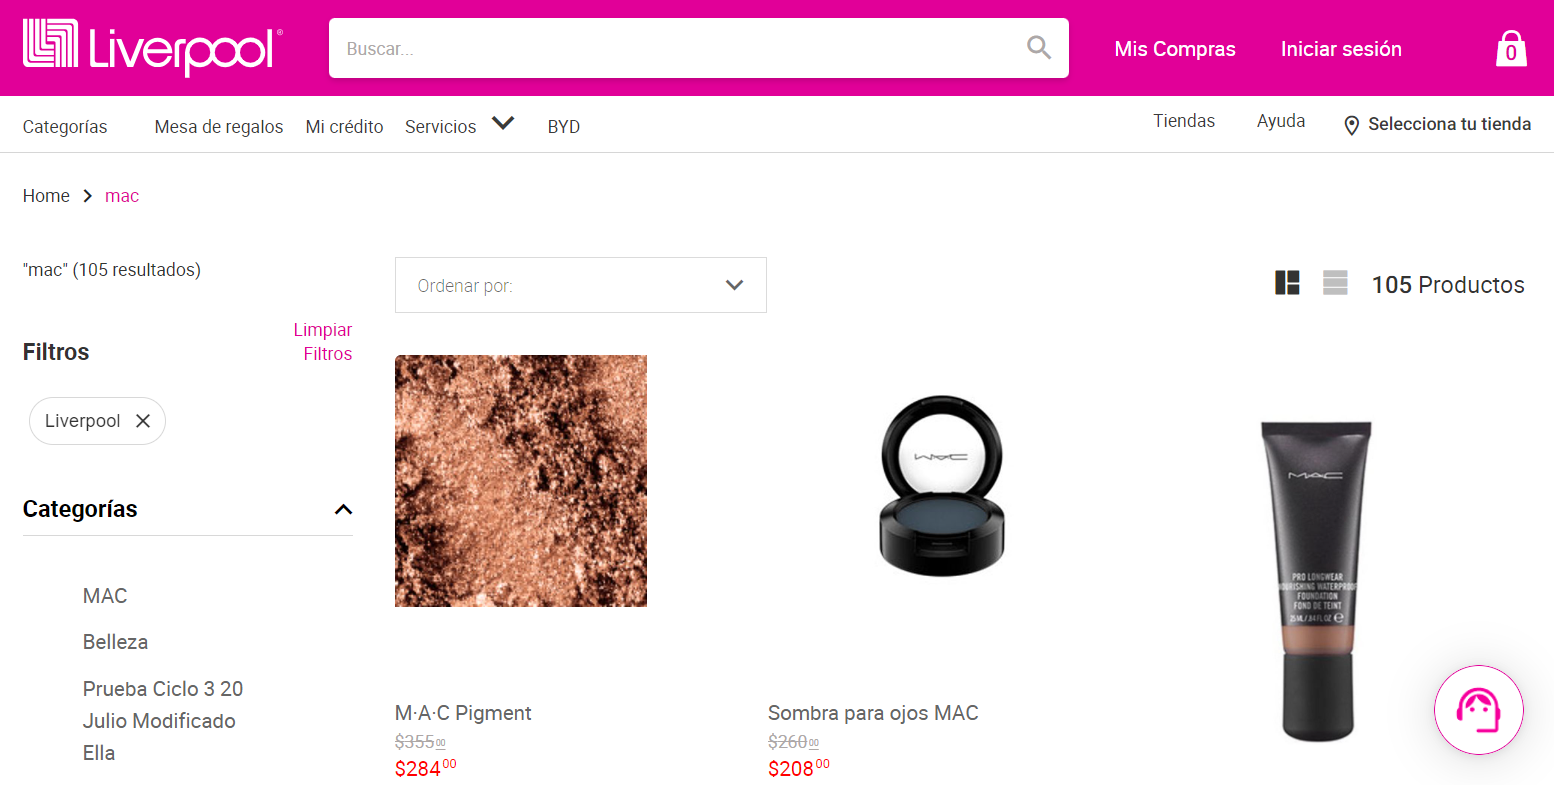 Liverpool®
Buscar...
Mis Compras
Iniciar sesión
0
Categorías
Mesa de regalos
Mi crédito
Servicios
BYD
Tiendas
Ayuda
Selecciona tu tienda
Home
mac
"mac" (105 resultados)
Ordenar por:
105 Productos
Filtros
Limpiar
Filtros
Liverpool
Categorías
MAC
Belleza
Prueba Ciclo 3 20
Julio Modificado
Ella
MAC
M·A·C Pigment
$355.00
$284.00
Sombra para ojos MAC
$260.00
$208.00
MAC
PRO LONGWEAR
NOURISHING WATERPROOF
FOUNDATION
FOND DE TEINT
25 ML / .84 FL OZ